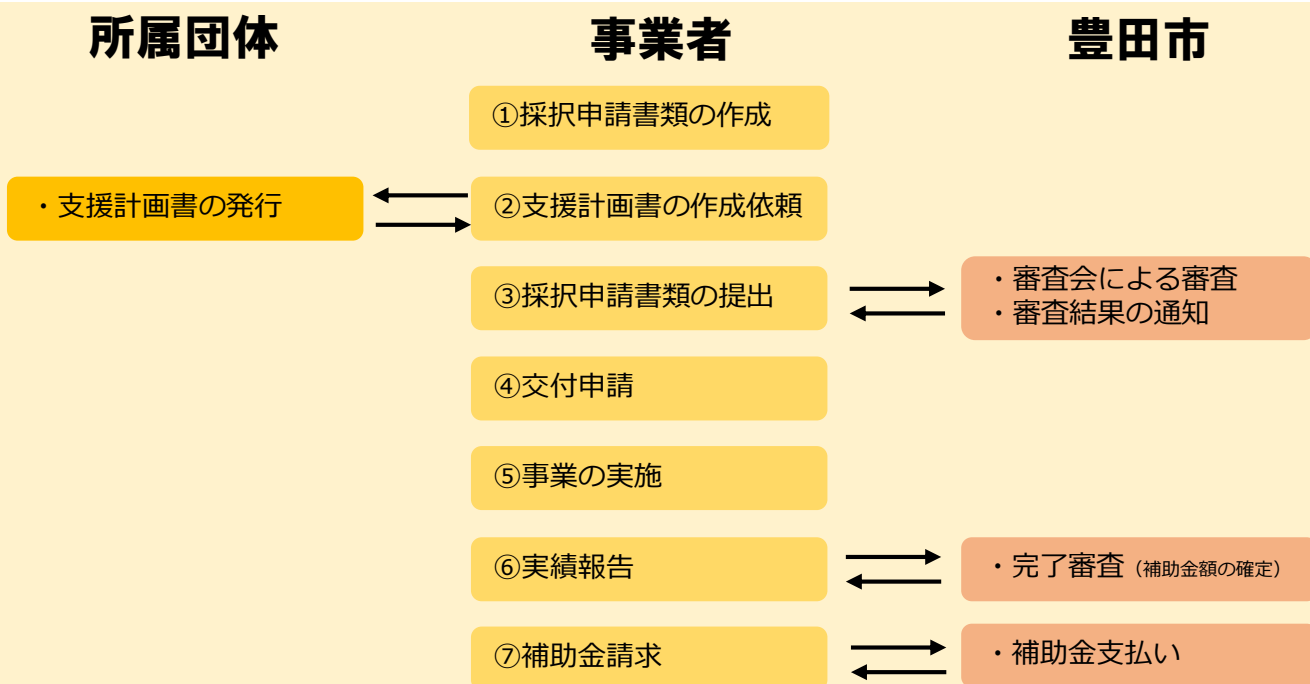 所属団体
事業者
豊田市
①採択申請書類の作成
・支援計画書の発行
②支援計画書の作成依頼
③採択申請書類の提出
・審査会による審査
・審査結果の通知
④交付申請
⑤事業の実施
⑥実績報告
・完了審査（補助金額の確定）
⑦補助金請求
・補助金支払い